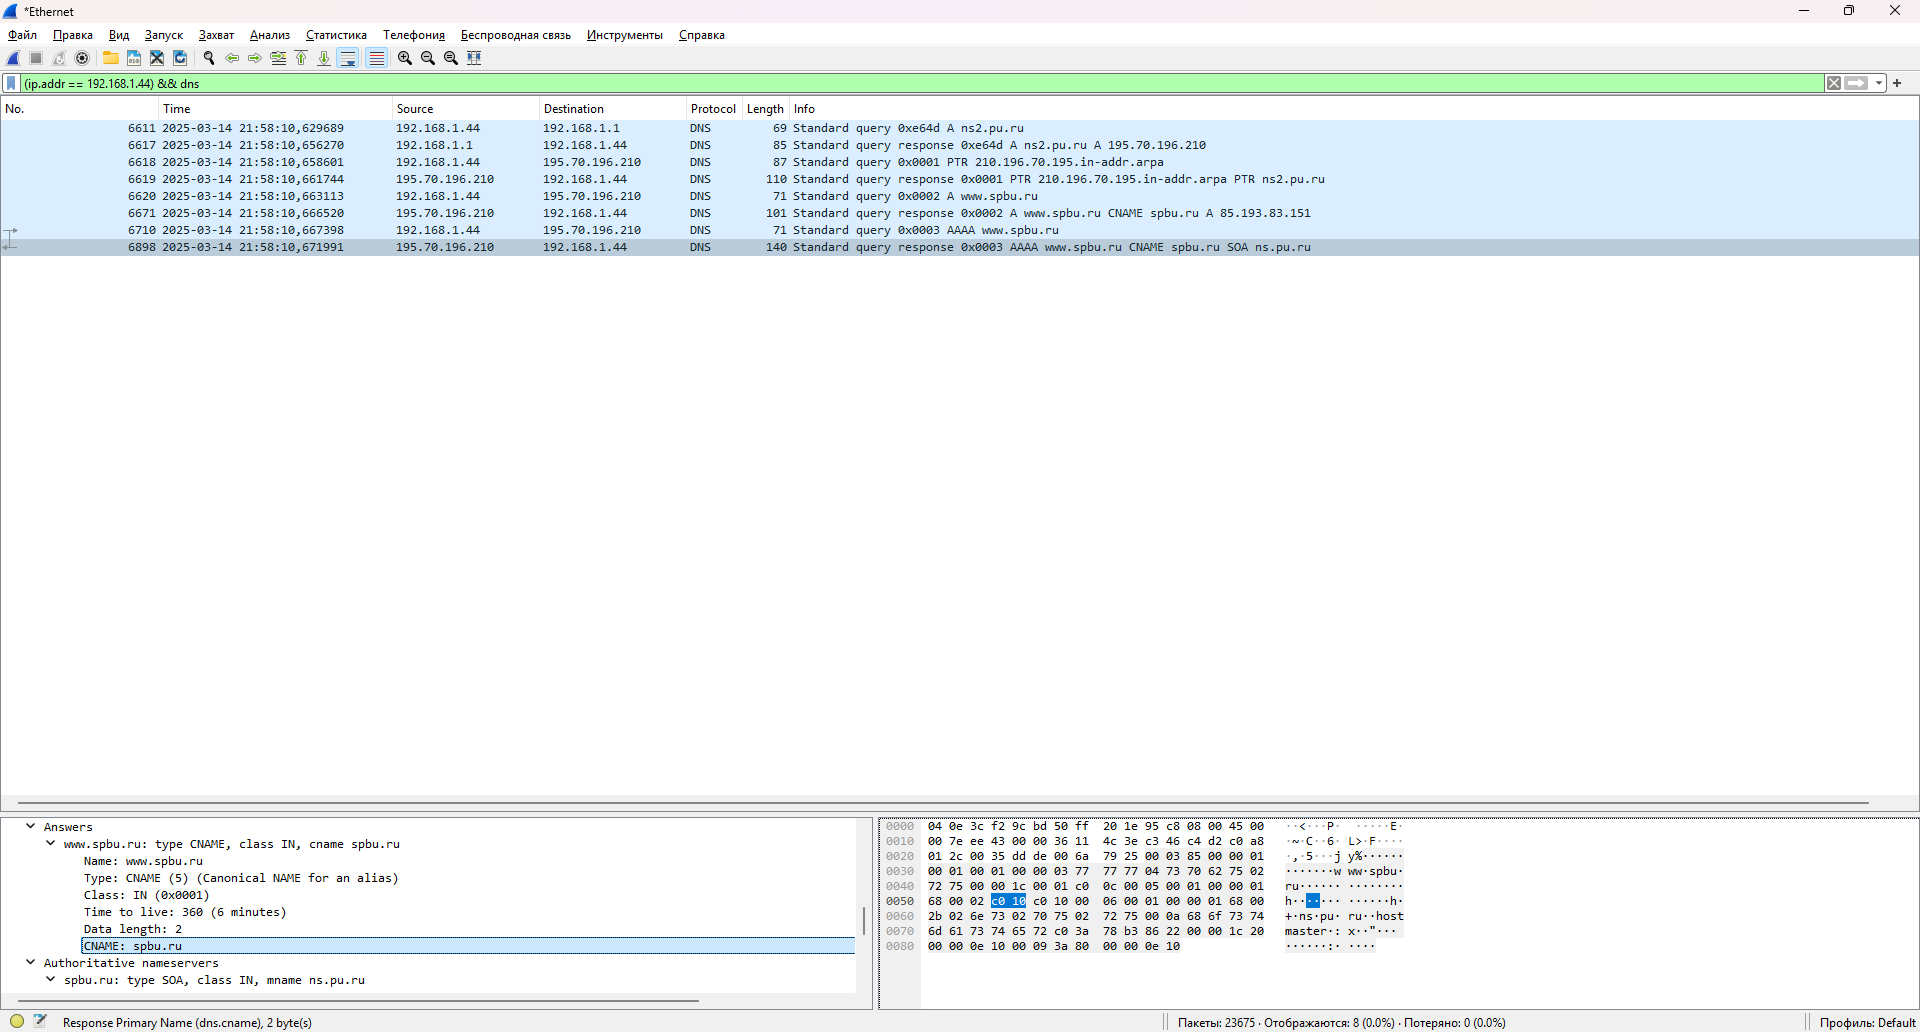 *Ethernet
Файл Правка Вид Запуск Захват Анализ Статистика Телефония Беспроводная связь Инструменты Справка
(ip.addr == 192.168.1.44) && dns
No. Time Source Destination Protocol Length Info
6611 2025-03-14 21:58:10,629689 192.168.1.44 192.168.1.1 DNS 69 Standard query 0xe64d A ns2.pu.ru
6617 2025-03-14 21:58:10,656270 192.168.1.1 192.168.1.44 DNS 85 Standard query response 0xe64d A ns2.pu.ru A 195.70.196.210
6618 2025-03-14 21:58:10,658601 192.168.1.44 195.70.196.210 DNS 87 Standard query 0x0001 PTR 210.196.70.195.in-addr.arpa
6619 2025-03-14 21:58:10,661744 195.70.196.210 192.168.1.44 DNS 110 Standard query response 0x0001 PTR 210.196.70.195.in-addr.arpa PTR ns2.pu.ru
6620 2025-03-14 21:58:10,663113 192.168.1.44 195.70.196.210 DNS 71 Standard query 0x0002 A www.spbu.ru
6671 2025-03-14 21:58:10,666520 195.70.196.210 192.168.1.44 DNS 101 Standard query response 0x0002 A www.spbu.ru CNAME spbu.ru A 85.193.83.151
6710 2025-03-14 21:58:10,667398 192.168.1.44 195.70.196.210 DNS 71 Standard query 0x0003 AAAA www.spbu.ru
6898 2025-03-14 21:58:10,671991 195.70.196.210 192.168.1.44 DNS 140 Standard query response 0x0003 AAAA www.spbu.ru CNAME spbu.ru SOA ns.pu.ru
Answers
www.spbu.ru: type CNAME, class IN, cname spbu.ru
Name: www.spbu.ru
Type: CNAME (5) (Canonical NAME for an alias)
Class: IN (0x0001)
Time to live: 360 (6 minutes)
Data length: 2
CNAME: spbu.ru
Authoritative nameservers
spbu.ru: type SOA, class IN, mname ns.pu.ru
0000 04 0e 3c f2 9c bd 50 ff 20 1e 95 c8 08 00 45 00 ··<···P· ·····E·
0010 00 7e ee 43 00 00 36 11 4c 3e c3 46 c4 d2 c0 a8 ·~·C··6· L>·F····
0020 01 2c 00 35 dd de 00 6a 79 25 00 03 85 00 00 01 ·,·5···j y%······
0030 00 01 00 01 00 00 03 77 77 77 04 73 70 62 75 02 ·······w ww·spbu·
0040 72 75 00 00 1c 00 01 c0 0c 00 05 00 01 00 00 01 ru······ ········
0050 68 00 02 c0 10 c0 10 00 06 00 01 00 00 01 68 00 h······· ······h·
0060 2b 02 6e 73 02 70 75 02 72 75 00 0a 68 6f 73 74 +·ns·pu· ru··host
0070 6d 61 73 74 65 72 c0 3a 78 b3 86 22 00 00 1c 20 master·: x··"···
0080 00 00 0e 10 00 09 3a 80 00 00 0e 10 ······:· ····
Response Primary Name (dns.cname), 2 byte(s)
Пакеты: 23675 · Отображаются: 8 (0.0%) · Потеряно: 0 (0.0%)
Профиль: Default